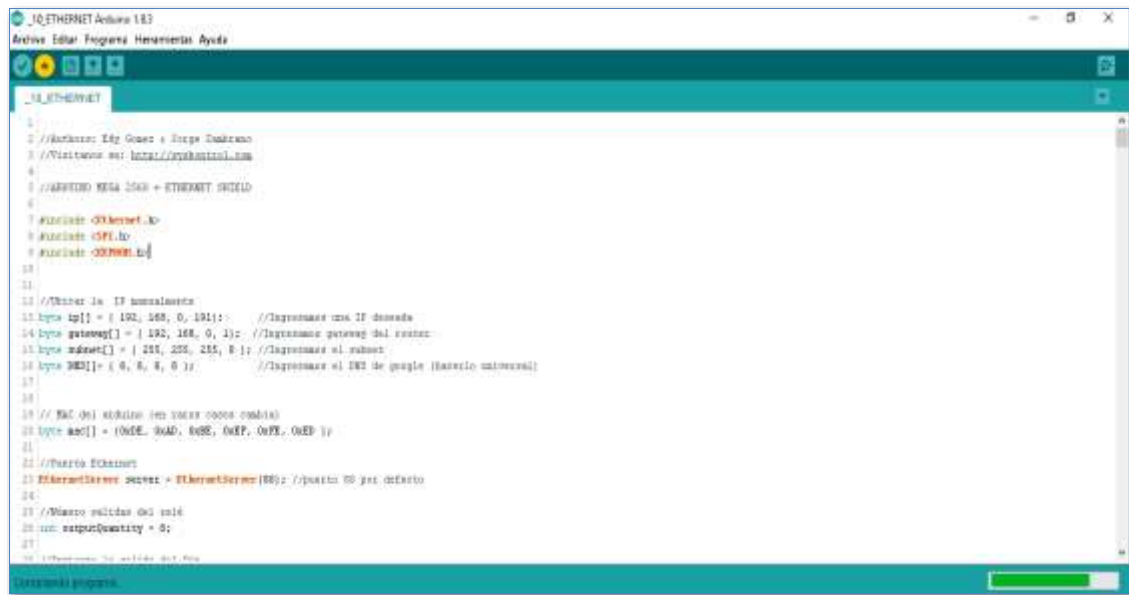 _10_ETHERNET Arduino 1.8.3
Archivo Editar Programa Herramientas Ayuda
_10_ETHERNET
1
2 //Authors: Edy Gomez + Jorge Zambrano
3 //Visitanos en:
4
5 //ARDUINO MEGA 2560 + ETHERNET SHIELD
6
7 #include <Ethernet.h>
8 #include <SPI.h>
9 #include <EEPROM.h>
10
11
12 //Ubicar la IP manualmente
13 byte ip[] = { 192, 168, 0, 191}; //Ingresamos una IP deseada
14 byte gateway[] = { 192, 168, 0, 1}; //Ingresamos gateway del router
15 byte subnet[] = { 255, 255, 255, 0 }; //Ingresamos el subnet
16 byte DNS[]= { 8, 8, 8, 8 }; //Ingresamos el DNS de google (hacerlo universal)
17
18
19 // MAC del arduino (en raros casos cambia)
20 byte mac[] = {0xDE, 0xAD, 0xBE, 0xEF, 0xFE, 0xED };
21
22 //Puerto Ethernet
23 EthernetServer server = EthernetServer(80); //puerto 80 por defecto
24
25 //Número salidas del relé
26 int outputQuantity = 8;
27
28
Compilando programa...